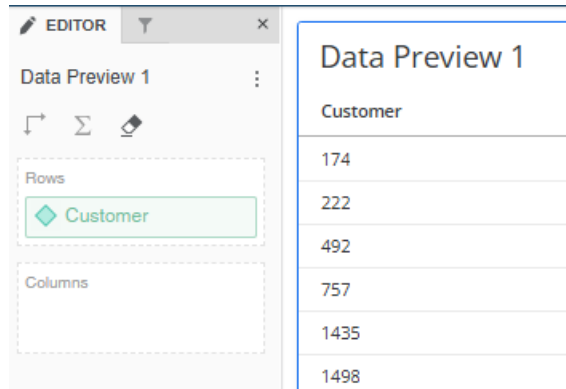 EDITOR
Data Preview 1
Rows
Customer
Columns
Data Preview 1
Customer
174
222
492
757
1435
1498